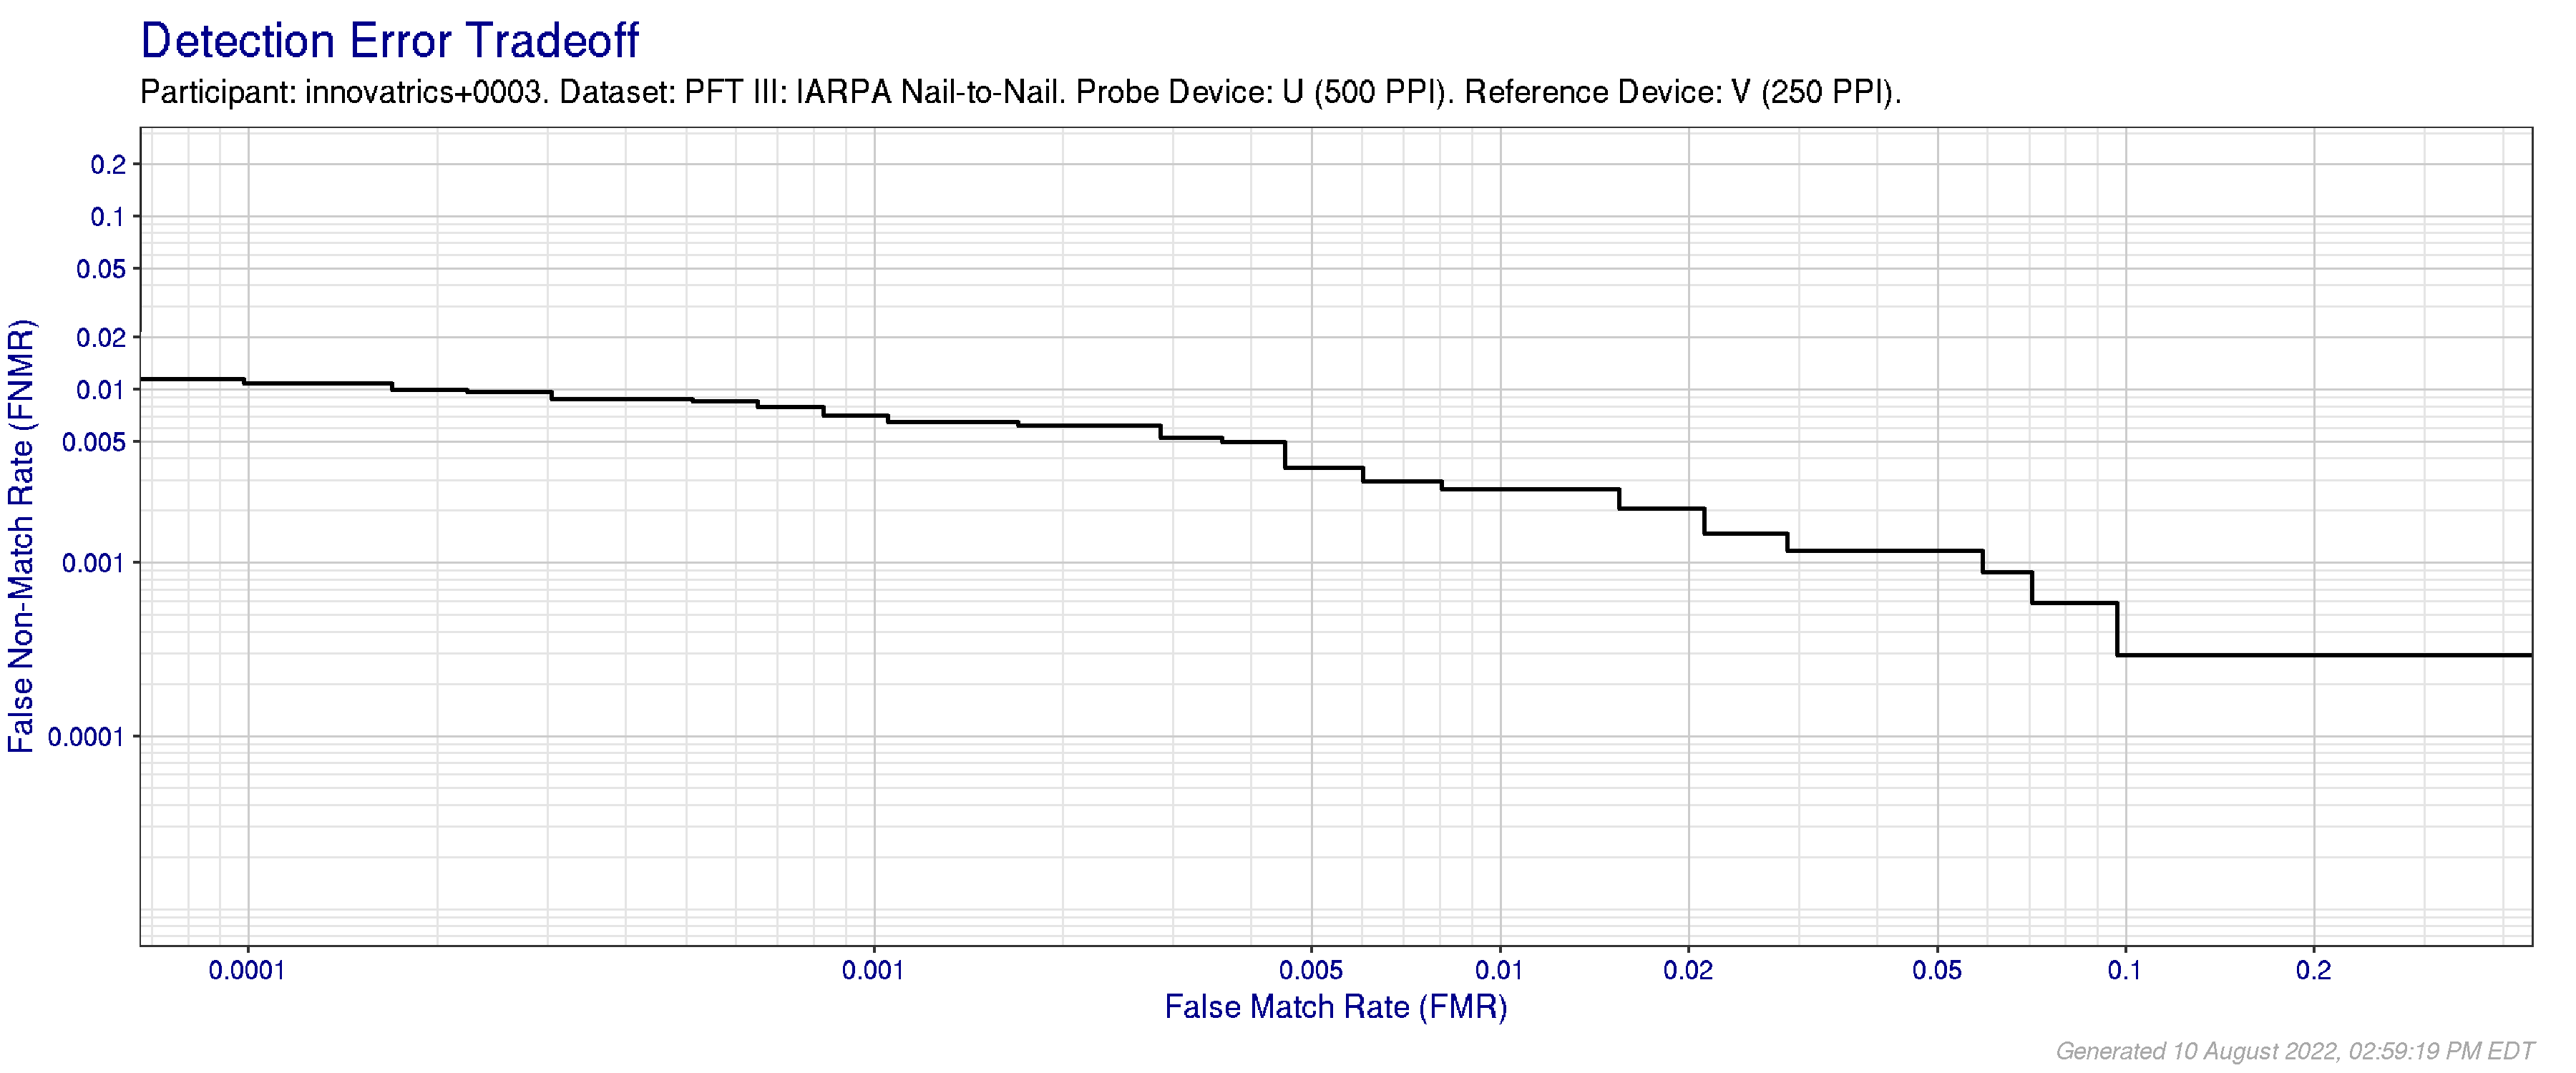 Detection Error Tradeoff
Participant: innovatrics+0003. Dataset: PFT III: IARPA Nail-to-Nail. Probe Device: U (500 PPI). Reference Device: V (250 PPI).
False Non-Match Rate (FNMR)
0.2
0.1
0.05
0.02
0.01
0.005
0.001
0.0001
0.0001 0.001 0.005 0.01 0.02 0.05 0.1 0.2
False Match Rate (FMR)
Generated 10 August 2022, 02:59:19 PM EDT